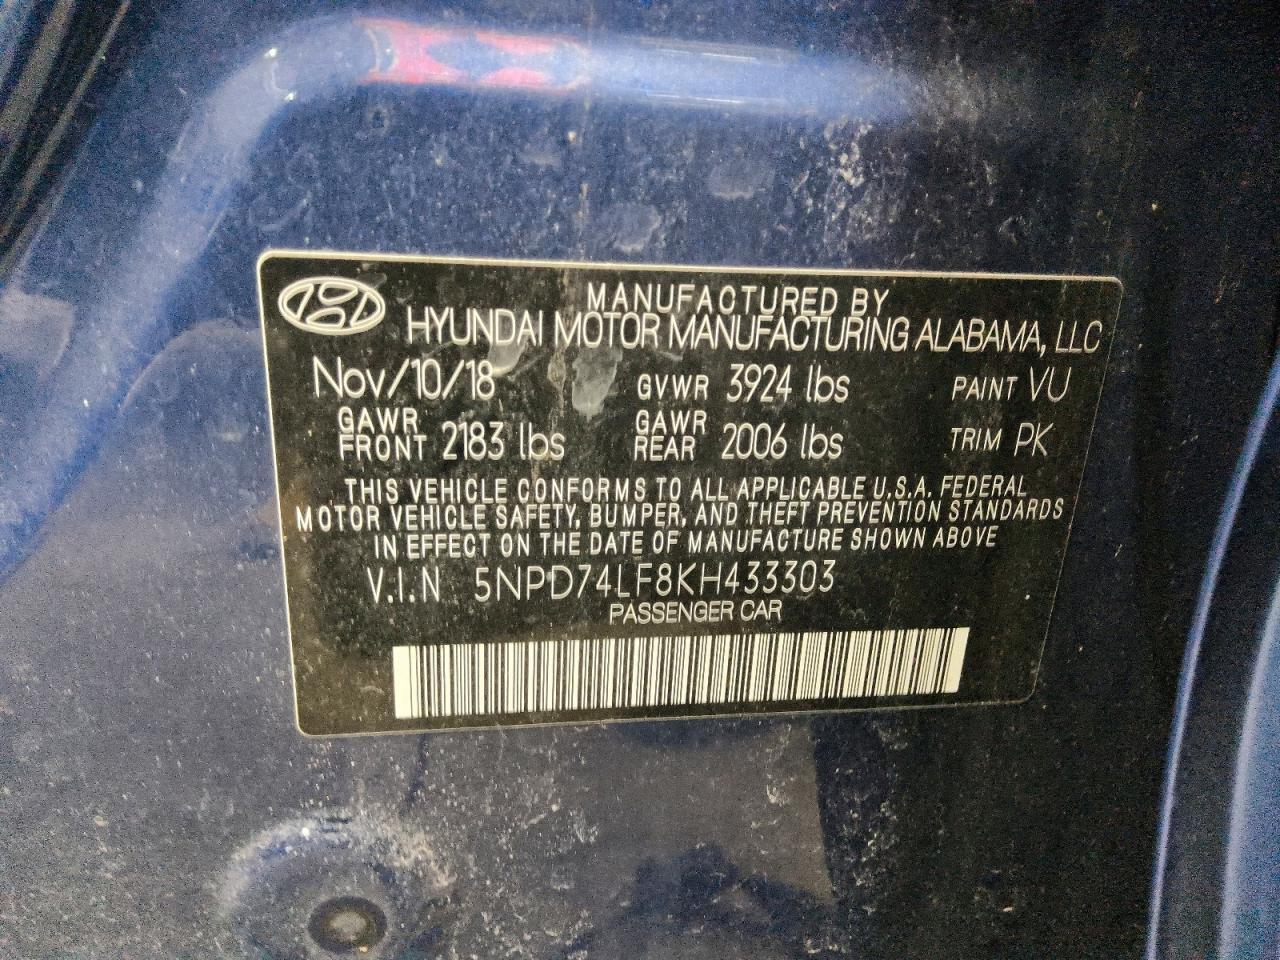 MANUFACTURED BY
HYUNDAI MOTOR MANUFACTURING ALABAMA, LLC
Nov/10/18 GVWR 3924 lbs PAINT VU
GAWR FRONT 2183 lbs GAWR REAR 2006 lbs TRIM PK
THIS VEHICLE CONFORMS TO ALL APPLICABLE U.S.A. FEDERAL
MOTOR VEHICLE SAFETY, BUMPER, AND THEFT PREVENTION STANDARDS
IN EFFECT ON THE DATE OF MANUFACTURE SHOWN ABOVE
V.I.N 5NPD74LF8KH433303
PASSENGER CAR